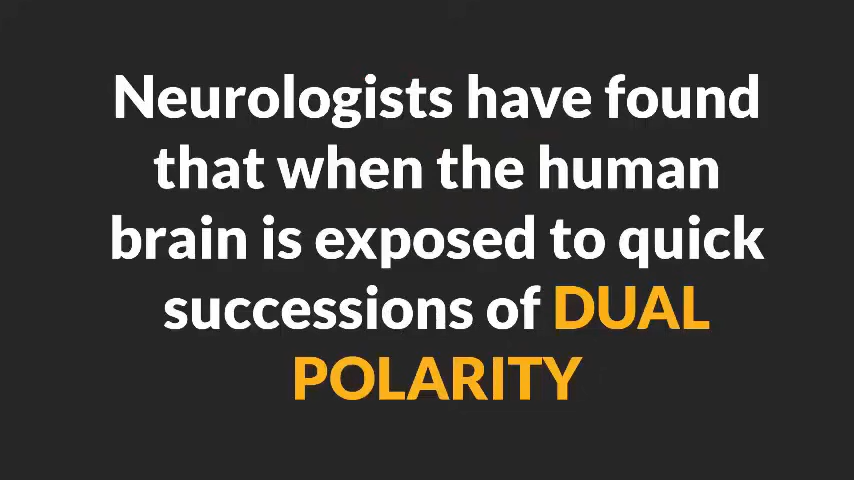 Neurologists have found
that when the human
brain is exposed to quick
successions of DUAL
POLARITY